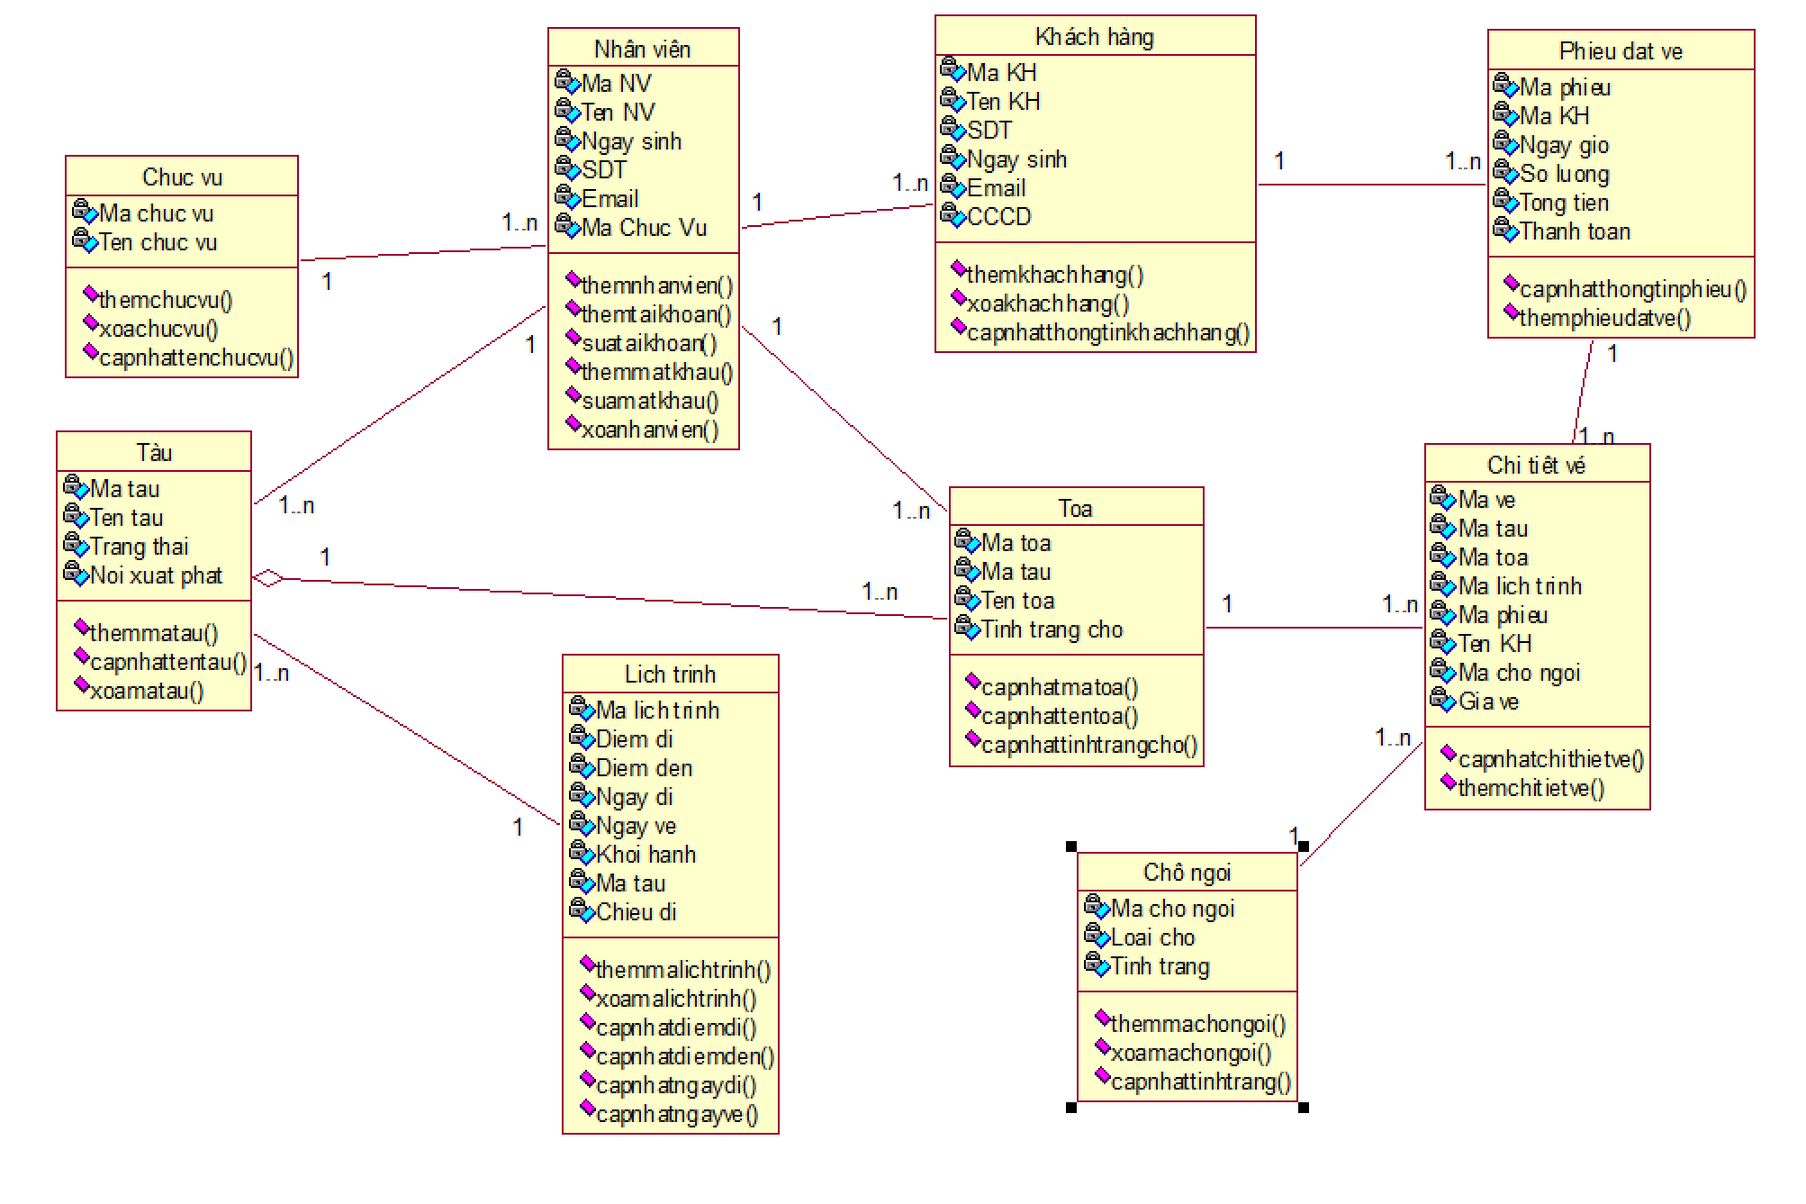 Chuc vu
Ma chuc vu
Ten chuc vu
themchucvu()
xoachucvu()
capnhattenchucvu()
1
1..n
Nhân viên
Ma NV
Ten NV
Ngay sinh
SDT
Email
Ma Chuc Vu
themnhanvien()
themtaikhoan()
suataikhoan()
themmatkhau()
suamatkhau()
xoanhanvien()
1
1..n
Khách hàng
Ma KH
Ten KH
SDT
Ngay sinh
Email
CCCD
themkhachhang()
xoakhachhang()
capnhatthongtinkhachhang()
1
1..n
Phieu dat ve
Ma phieu
Ma KH
Ngay gio
So luong
Tong tien
Thanh toan
capnhatthongtinphieu()
themphieudatve()
1
1..n
1
1..n
1
1..n
Tàu
Ma tau
Ten tau
Trang thai
Noi xuat phat
themmatau()
capnhattentau()
xoamatau()
1
1..n
1..n
1
Lich trinh
Ma lich trinh
Diem di
Diem den
Ngay di
Ngay ve
Khoi hanh
Ma tau
Chieu di
themmalichtrinh()
xoamalichtrinh()
capnhatdiemdi()
capnhatdiemden()
capnhatngaydi()
capnhatngayve()
Toa
Ma toa
Ma tau
Ten toa
Tinh trang cho
capnhatmatoa()
capnhattentoa()
capnhattinhtrangcho()
1
1..n
Chi tiêt vé
Ma ve
Ma tau
Ma toa
Ma lich trinh
Ma phieu
Ten KH
Ma cho ngoi
Gia ve
capnhatchithietve()
themchitietve()
1..n
1
Chô ngoi
Ma cho ngoi
Loai cho
Tinh trang
themmachongoi()
xoamachongoi()
capnhattinhtrang()